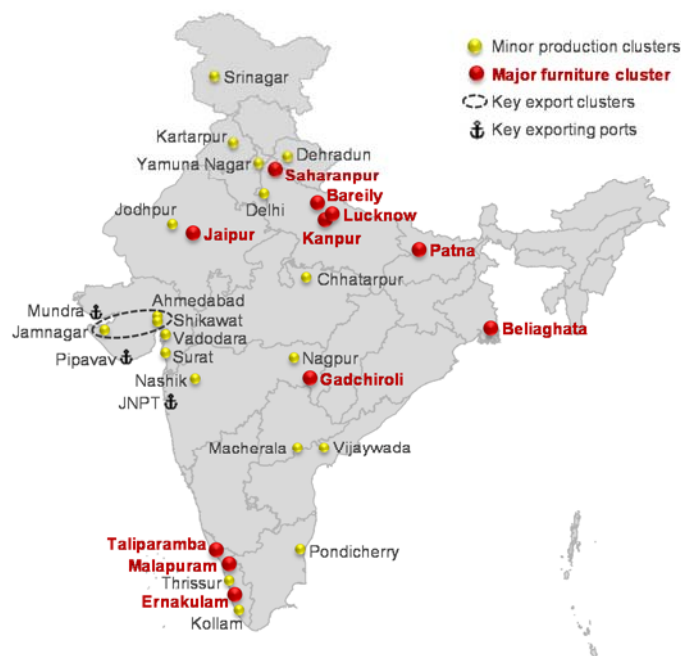 Minor production clusters
Major furniture cluster
Key export clusters
Key exporting ports
Srinagar
Kartarpur
Dehradun
Yamuna Nagar
Saharanpur
Bareily
Delhi
Lucknow
Jodhpur
Jaipur
Kanpur
Patna
Chhatarpur
Ahmedabad
Mundra
Shikawat
Jamnagar
Beliaghata
Vadodara
Pipavav
Surat
Nagpur
Nashik
Gadchiroli
JNPT
Macherala
Vijaywada
Taliparamba
Pondicherry
Malapuram
Thrissur
Ernakulam
Kollam